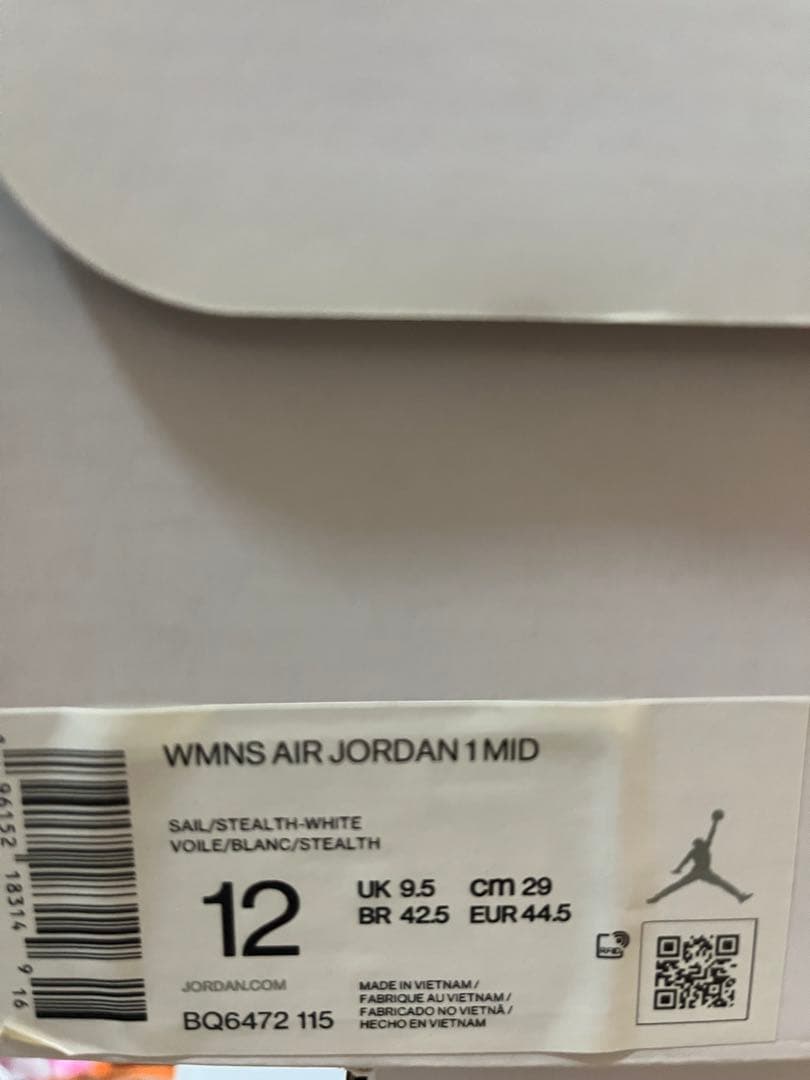 WMNS AIR JORDAN 1 MID
SAIL/STEALTH-WHITE
VOILE/BLANC/STEALTH
12
UK 9.5 cm 29
BR 42.5 EUR 44.5
RFID
JORDAN.COM
BQ6472 115
MADE IN VIETNAM /
FABRIQUE AU VIETNAM /
FABRICADO NO VIETNÃ /
HECHO EN VIETNAM
96152 18314 9 16